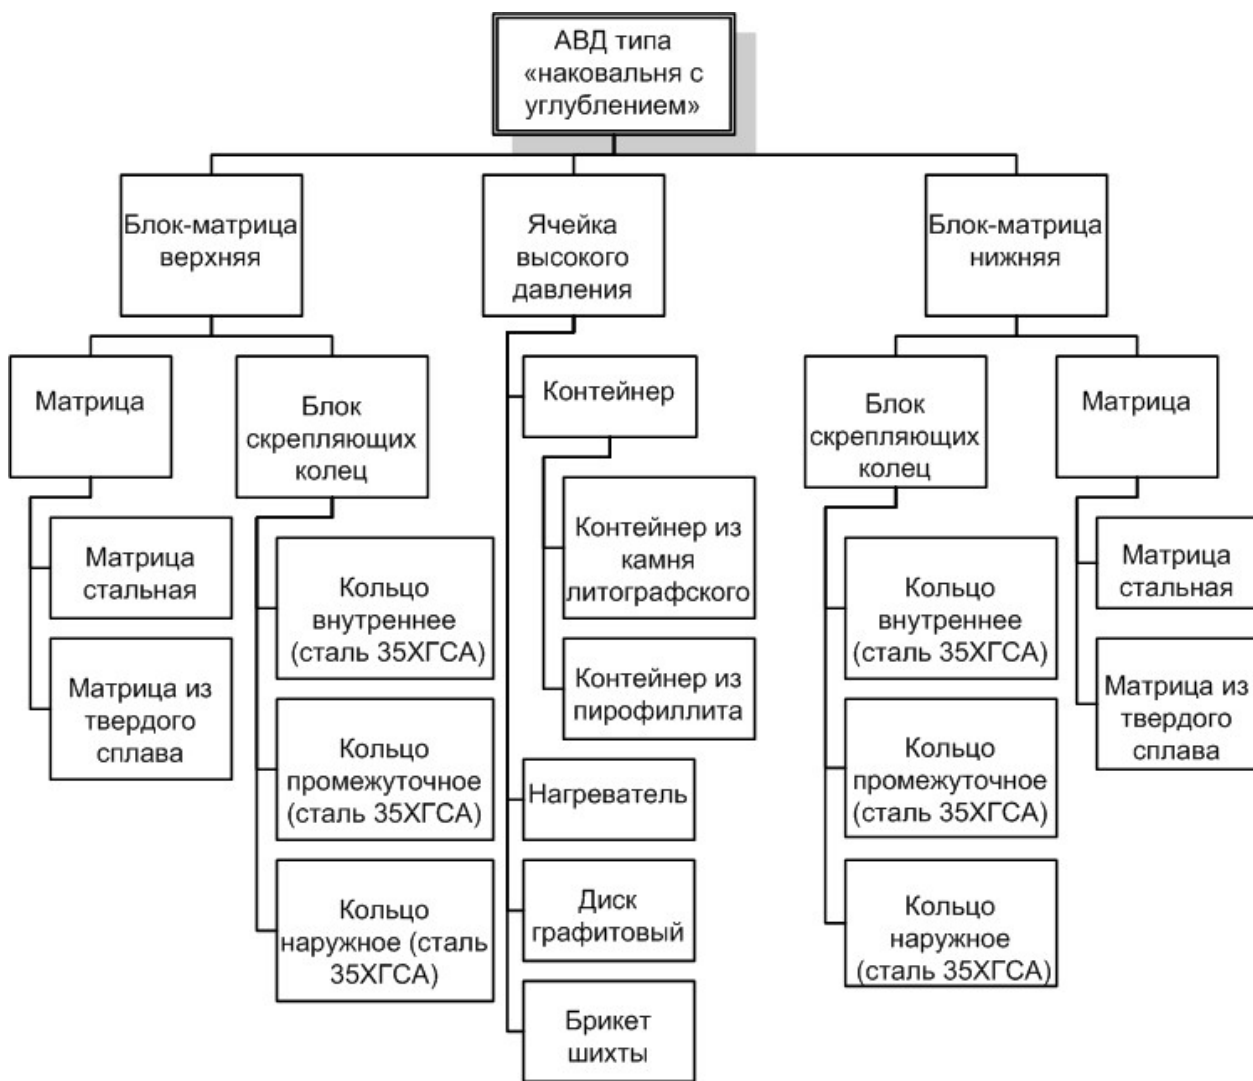 АВД типа
«наковальня с
углублением»
Блок-матрица
верхняя
Ячейка
высокого
давления
Блок-матрица
нижняя
Матрица
Блок
скрепляющих
колец
Матрица
стальная
Матрица из
твердого
сплава
Кольцо
внутреннее
(сталь 35ХГСА)
Кольцо
промежуточное
(сталь 35ХГСА)
Кольцо
наружное (сталь
35ХГСА)
Контейнер
Контейнер из
камня
литографского
Контейнер из
пирофиллита
Нагреватель
Диск
графитовый
Брикет
шихты
Блок
скрепляющих
колец
Матрица
Кольцо
внутреннее
(сталь 35ХГСА)
Кольцо
промежуточное
(сталь 35ХГСА)
Кольцо
наружное
(сталь 35ХГСА)
Матрица
стальная
Матрица из
твердого
сплава